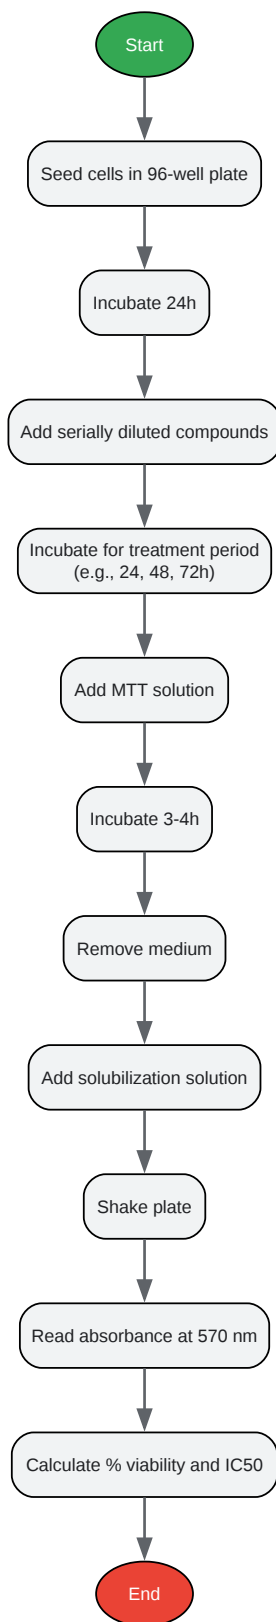 Start
Seed cells in 96-well plate
Incubate 24h
Add serially diluted compounds
Incubate for treatment period
(e.g., 24, 48, 72h)
Add MTT solution
Incubate 3-4h
Remove medium
Add solubilization solution
Shake plate
Read absorbance at 570 nm
Calculate % viability and IC50
End